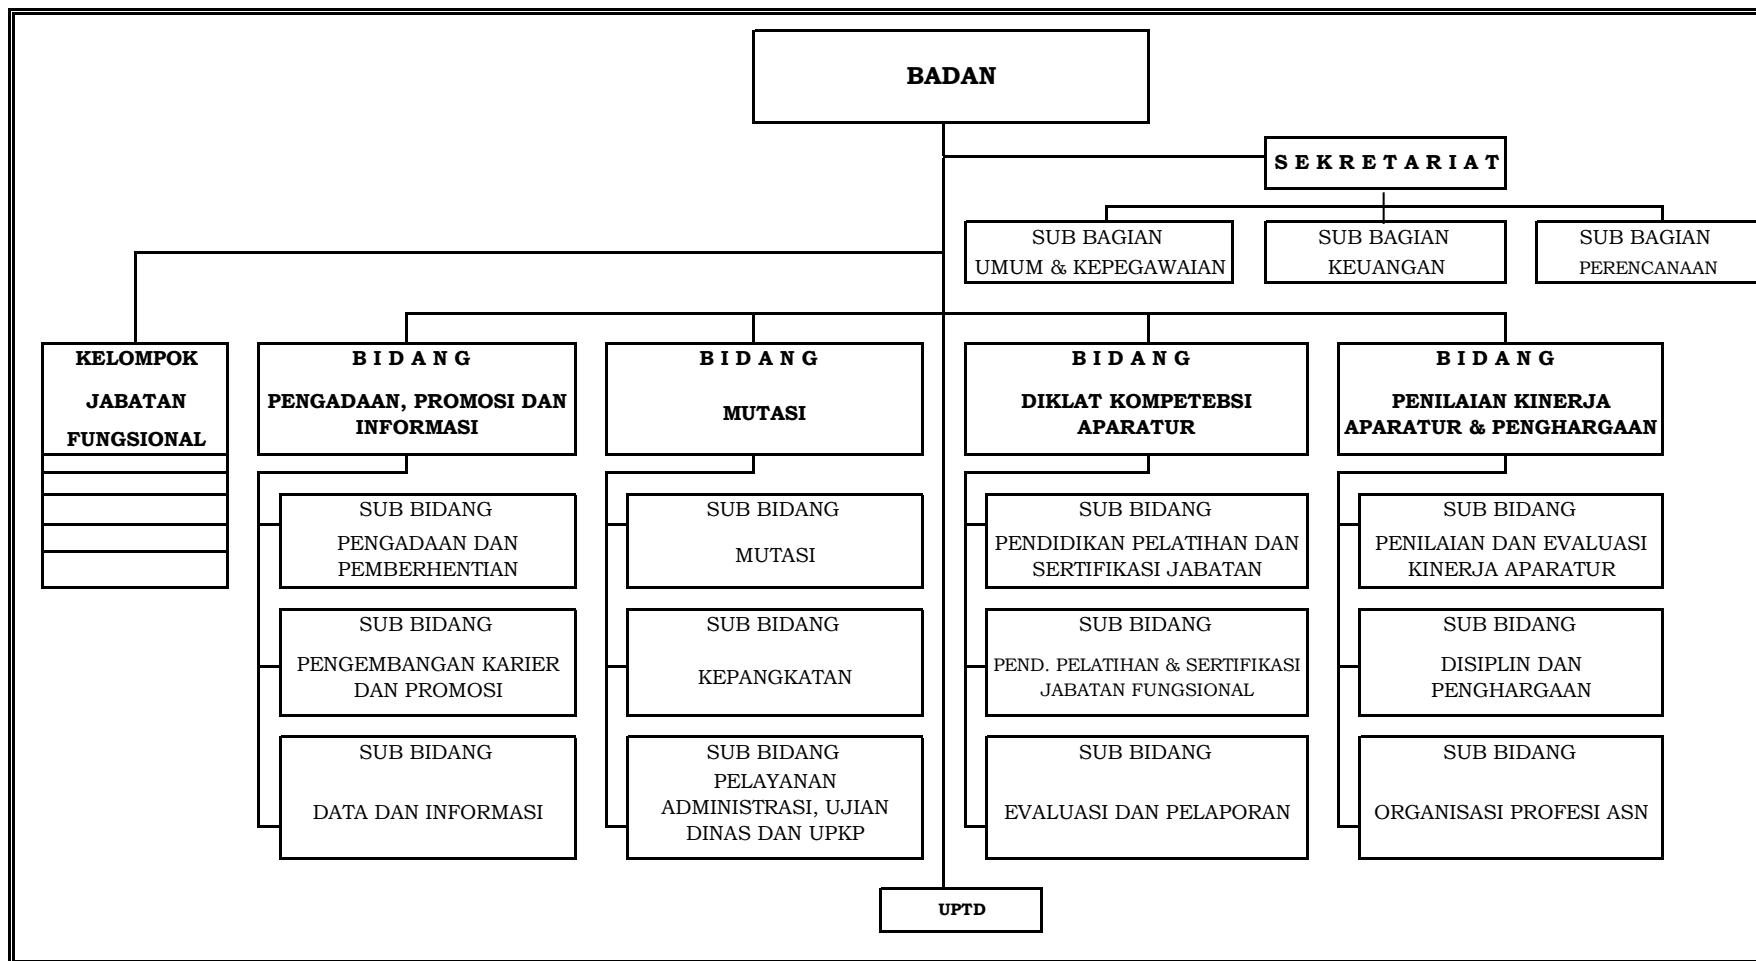 BADAN
S E K R E T A R I A T
SUB BAGIAN
UMUM & KEPEGAWAIAN
SUB BAGIAN
KEUANGAN
SUB BAGIAN
PERENCANAAN
KELOMPOK
JABATAN
FUNGSIONAL
B I D A N G
PENGADAAN, PROMOSI DAN
INFORMASI
B I D A N G
MUTASI
B I D A N G
DIKLAT KOMPETEBSI
APARATUR
B I D A N G
PENILAIAN KINERJA
APARATUR & PENGHARGAAN
SUB BIDANG
PENGADAAN DAN
PEMBERHENTIAN
SUB BIDANG
MUTASI
SUB BIDANG
PENDIDIKAN PELATIHAN DAN
SERTIFIKASI JABATAN
SUB BIDANG
PENILAIAN DAN EVALUASI
KINERJA APARATUR
SUB BIDANG
PENGEMBANGAN KARIER
DAN PROMOSI
SUB BIDANG
KEPANGKATAN
SUB BIDANG
PEND. PELATIHAN & SERTIFIKASI
JABATAN FUNGSIONAL
SUB BIDANG
DISIPLIN DAN
PENGHARGAAN
SUB BIDANG
DATA DAN INFORMASI
SUB BIDANG
PELAYANAN
ADMINISTRASI, UJIAN
DINAS DAN UPKP
SUB BIDANG
EVALUASI DAN PELAPORAN
SUB BIDANG
ORGANISASI PROFESI ASN
UPTD